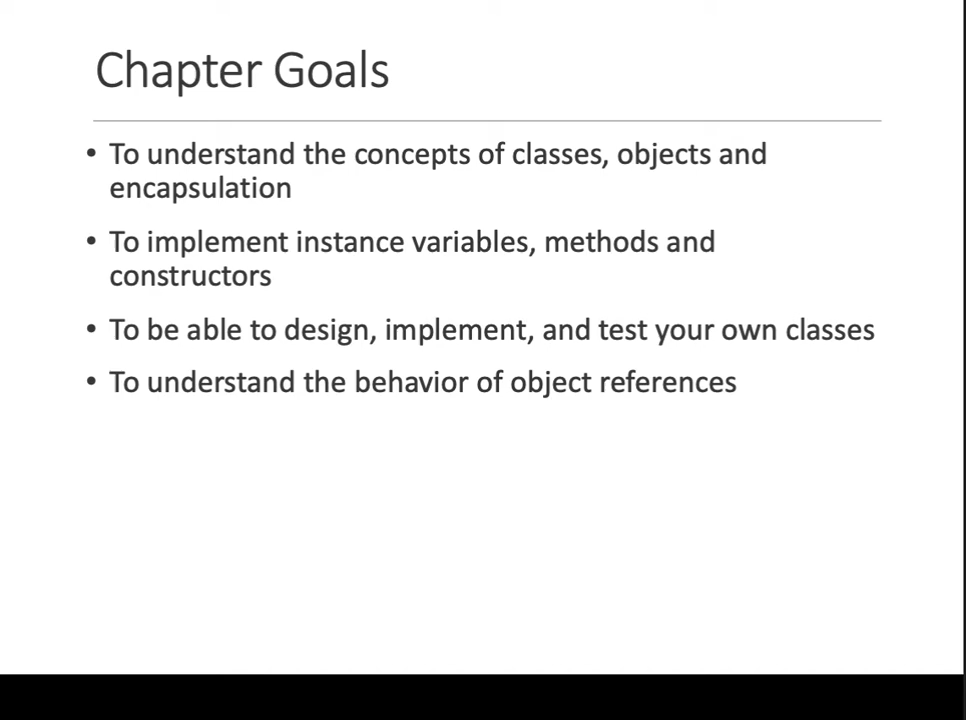 Chapter Goals
• To understand the concepts of classes, objects and
encapsulation
• To implement instance variables, methods and
constructors
• To be able to design, implement, and test your own classes
• To understand the behavior of object references